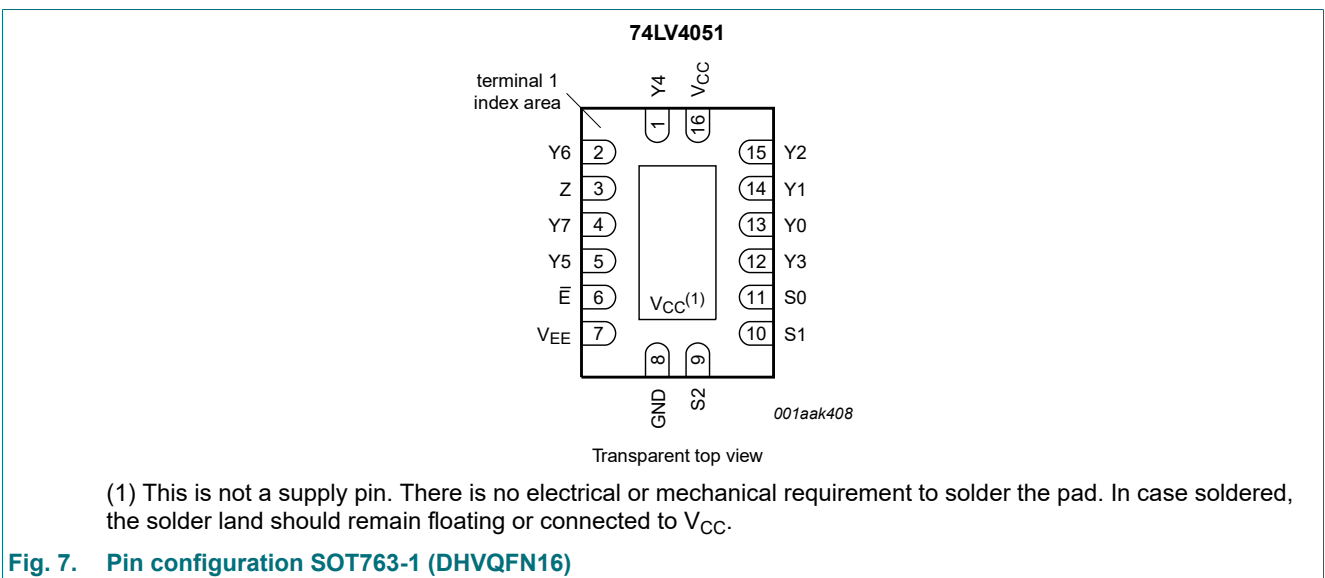 74LV4051
terminal 1
index area
Y4
VCC
1
16
Y6 2
15 Y2
Z 3
14 Y1
Y7 4
13 Y0
Y5 5
12 Y3
E̅ 6
VCC(1)
11 S0
VEE 7
10 S1
8
9
GND
S2
001aak408
Transparent top view
(1) This is not a supply pin. There is no electrical or mechanical requirement to solder the pad. In case soldered,
the solder land should remain floating or connected to VCC.
Fig. 7. Pin configuration SOT763-1 (DHVQFN16)